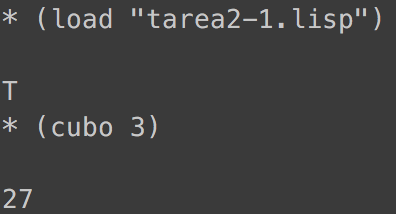 * (load "tarea2-1.lisp")
T
* (cubo 3)
27